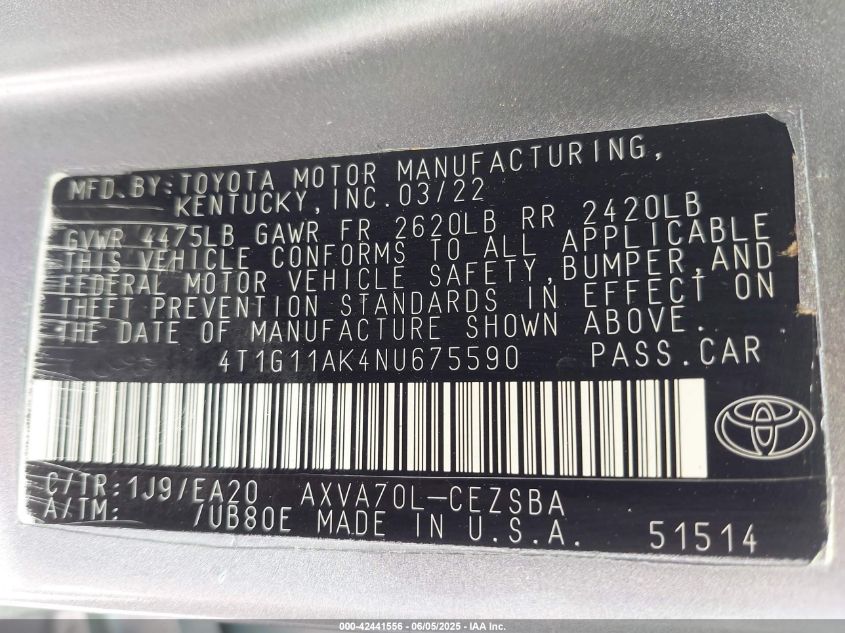 MFD. BY: TOYOTA MOTOR MANUFACTURING,
KENTUCKY, INC. 03/22
GVWR 4475LB GAWR FR 2620LB RR 2420LB
THIS VEHICLE CONFORMS TO ALL APPLICABLE
FEDERAL MOTOR VEHICLE SAFETY, BUMPER, AND
THEFT PREVENTION STANDARDS IN EFFECT ON
THE DATE OF MANUFACTURE SHOWN ABOVE.
4T1G11AK4NU675590 PASS.CAR
C/TR: 1J9/EA20 AXVA70L-CEZSBA
A/TM: /UB80E MADE IN U.S.A. 51514
000-42441556 | 06/05/2025 - IAA Inc.